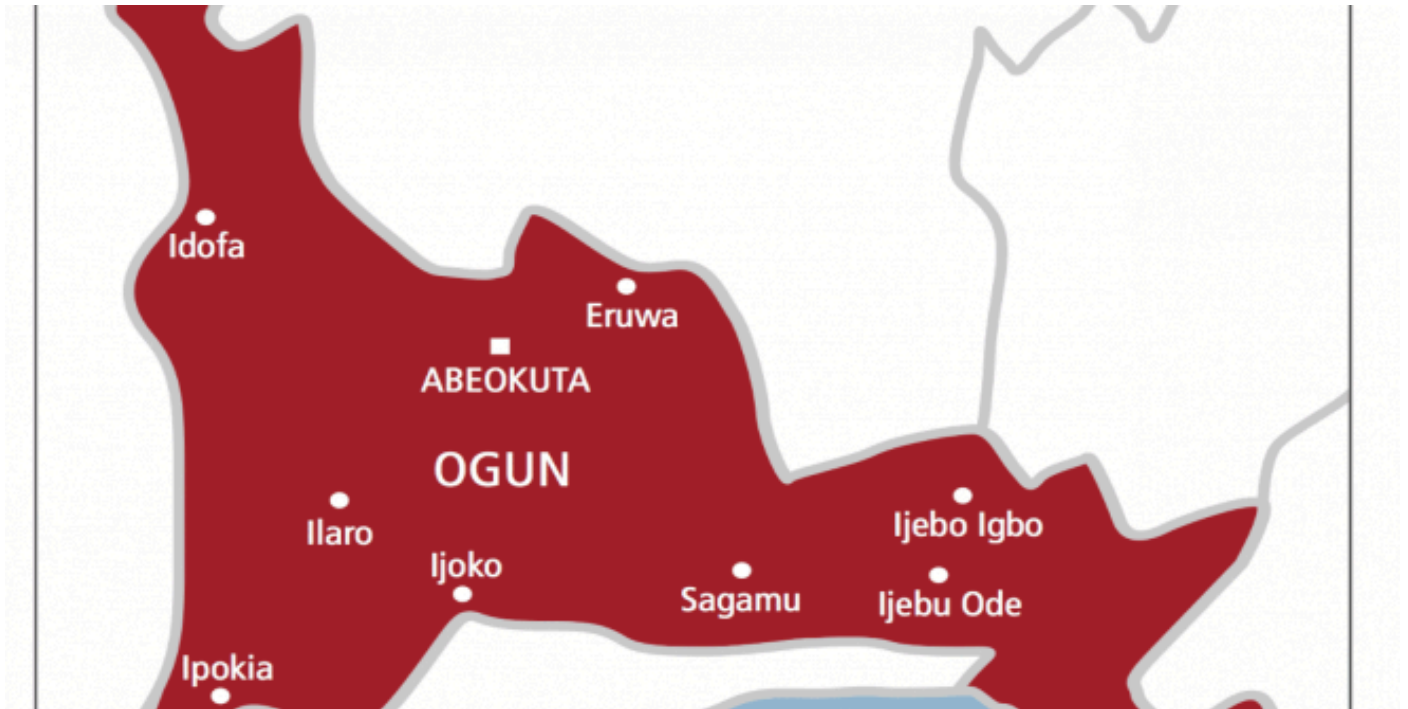 Idofa
Eruwa
ABEOKUTA
OGUN
Ilaro
Ijebo Igbo
Ijoko
Sagamu
Ijebu Ode
Ipokia